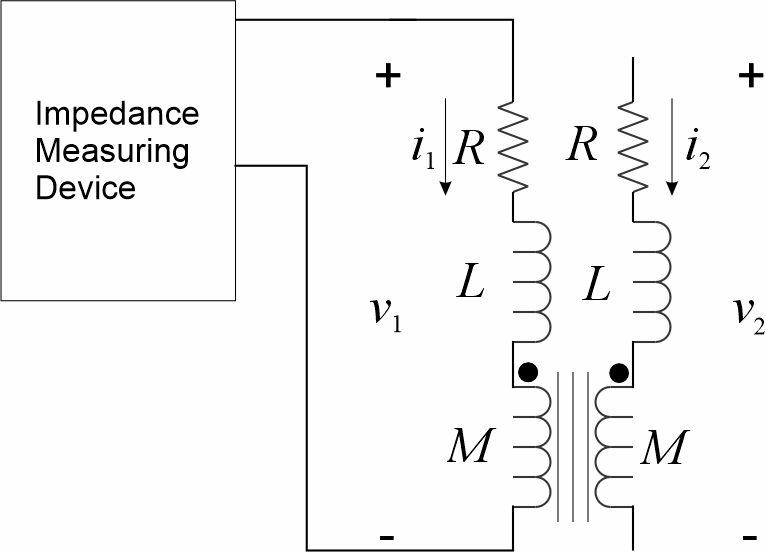 Impedance
Measuring
Device
+
+
i1
R
R
i2
L
L
v1
v2
M
M
-
-